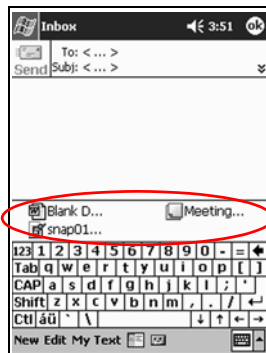 Inbox 3:51 ok
Send To: < ... >
Subj: < ... >
Blank D... Meeting...
snap01...
123 1 2 3 4 5 6 7 8 9 0 - =
Tab q w e r t y u i o p [ ]
CAP a s d f g h j k l ; '
Shift z x c v b n m , . /
Ctl áü ` \
New Edit My Text